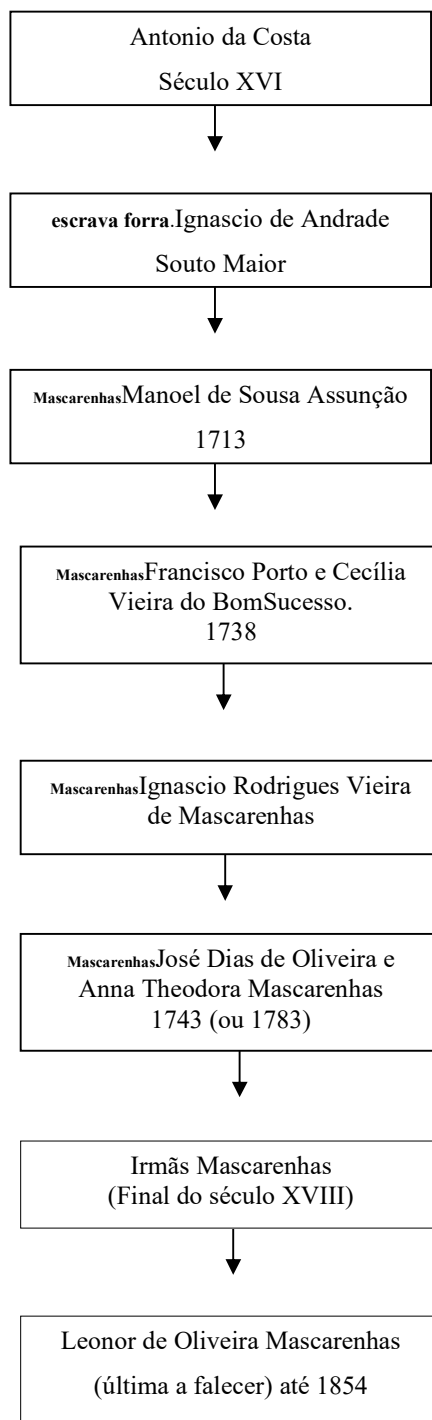 Antonio da Costa
Século XVI
escrava forra.Ignascio de Andrade
Souto Maior
MascarenhasManoel de Sousa Assunção
1713
MascarenhasFrancisco Porto e Cecília
Vieira do BomSucesso.
1738
MascarenhasIgnascio Rodrigues Vieira
de Mascarenhas
MascarenhasJosé Dias de Oliveira e
Anna Theodora Mascarenhas
1743 (ou 1783)
Irmãs Mascarenhas
(Final do século XVIII)
Leonor de Oliveira Mascarenhas
(última a falecer) até 1854